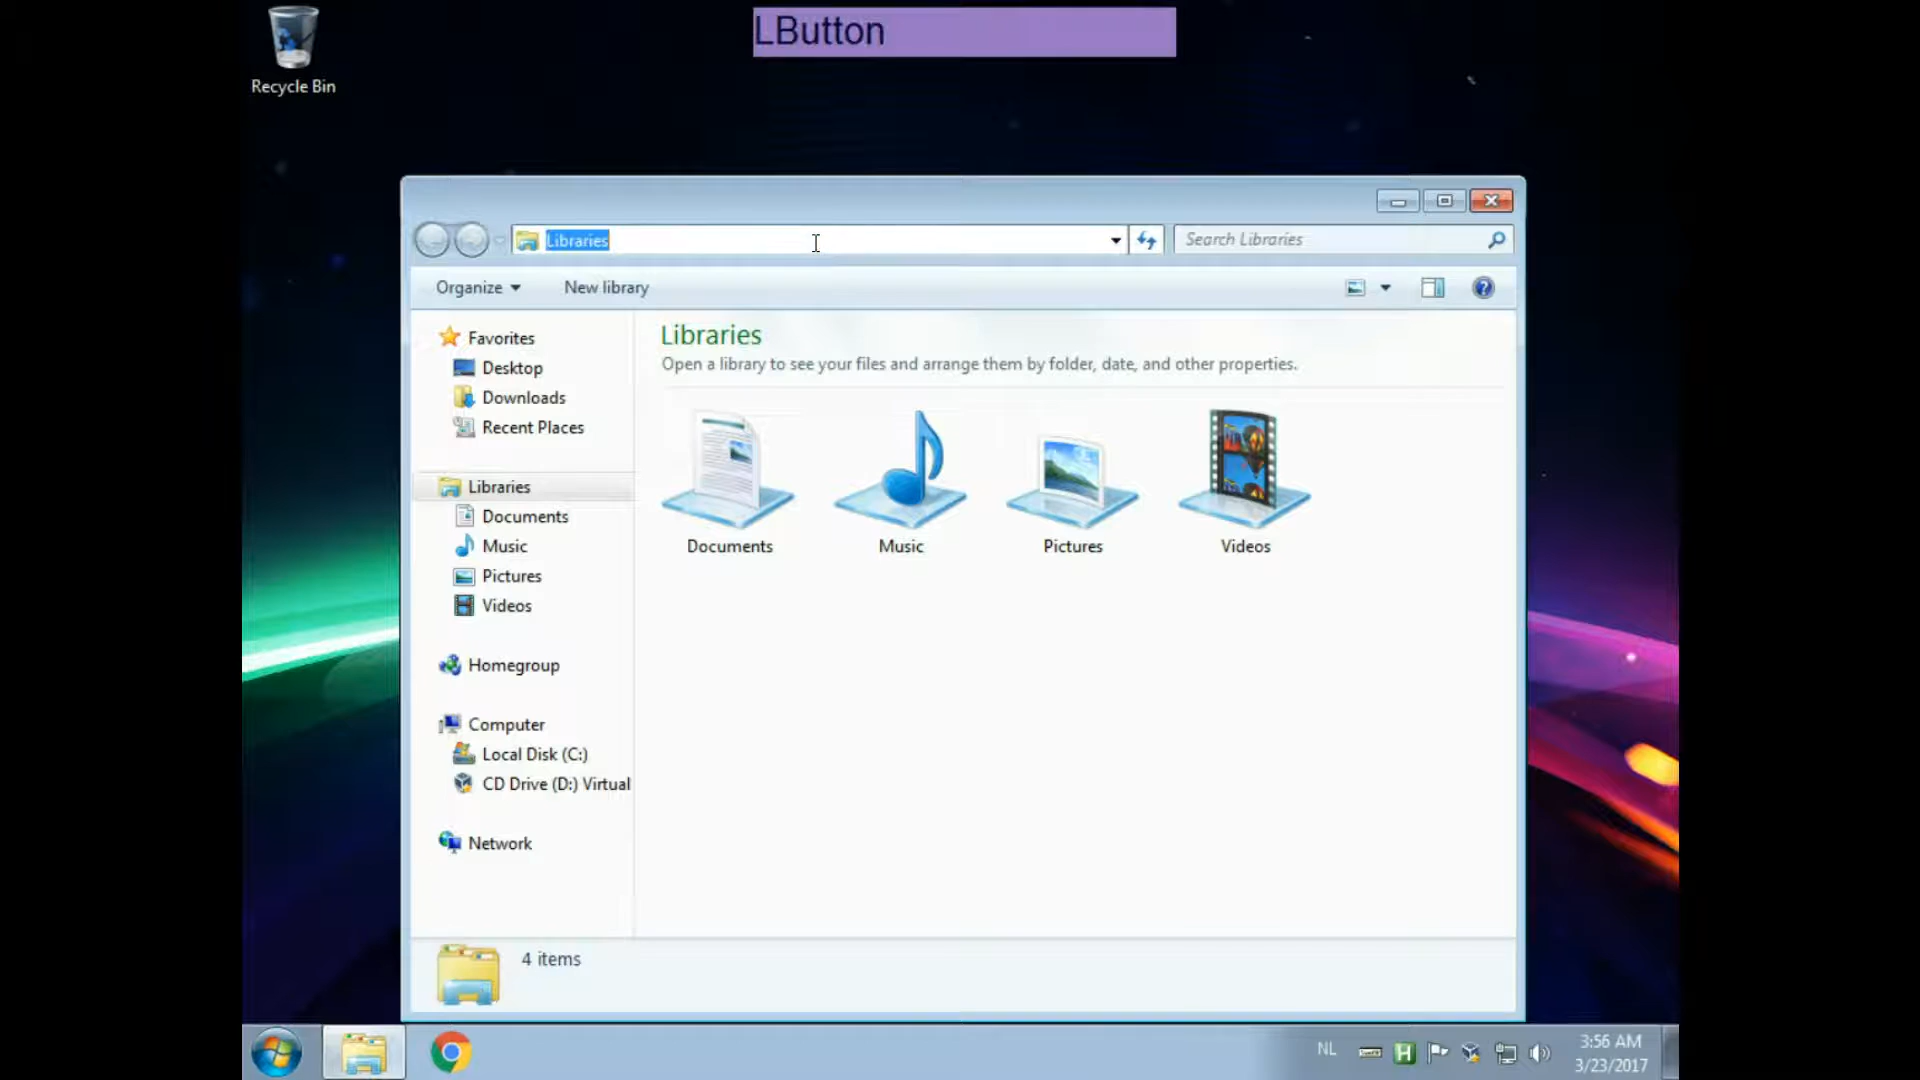 LButton
Recycle Bin
Libraries
Search Libraries
Organize
New library
Favorites
Desktop
Downloads
Recent Places
Libraries
Documents
Music
Pictures
Videos
Homegroup
Computer
Local Disk (C:)
CD Drive (D:) Virtual
Network
Libraries
Open a library to see your files and arrange them by folder, date, and other properties.
Documents
Music
Pictures
Videos
4 items
NL
H
3:56 AM
3/23/2017